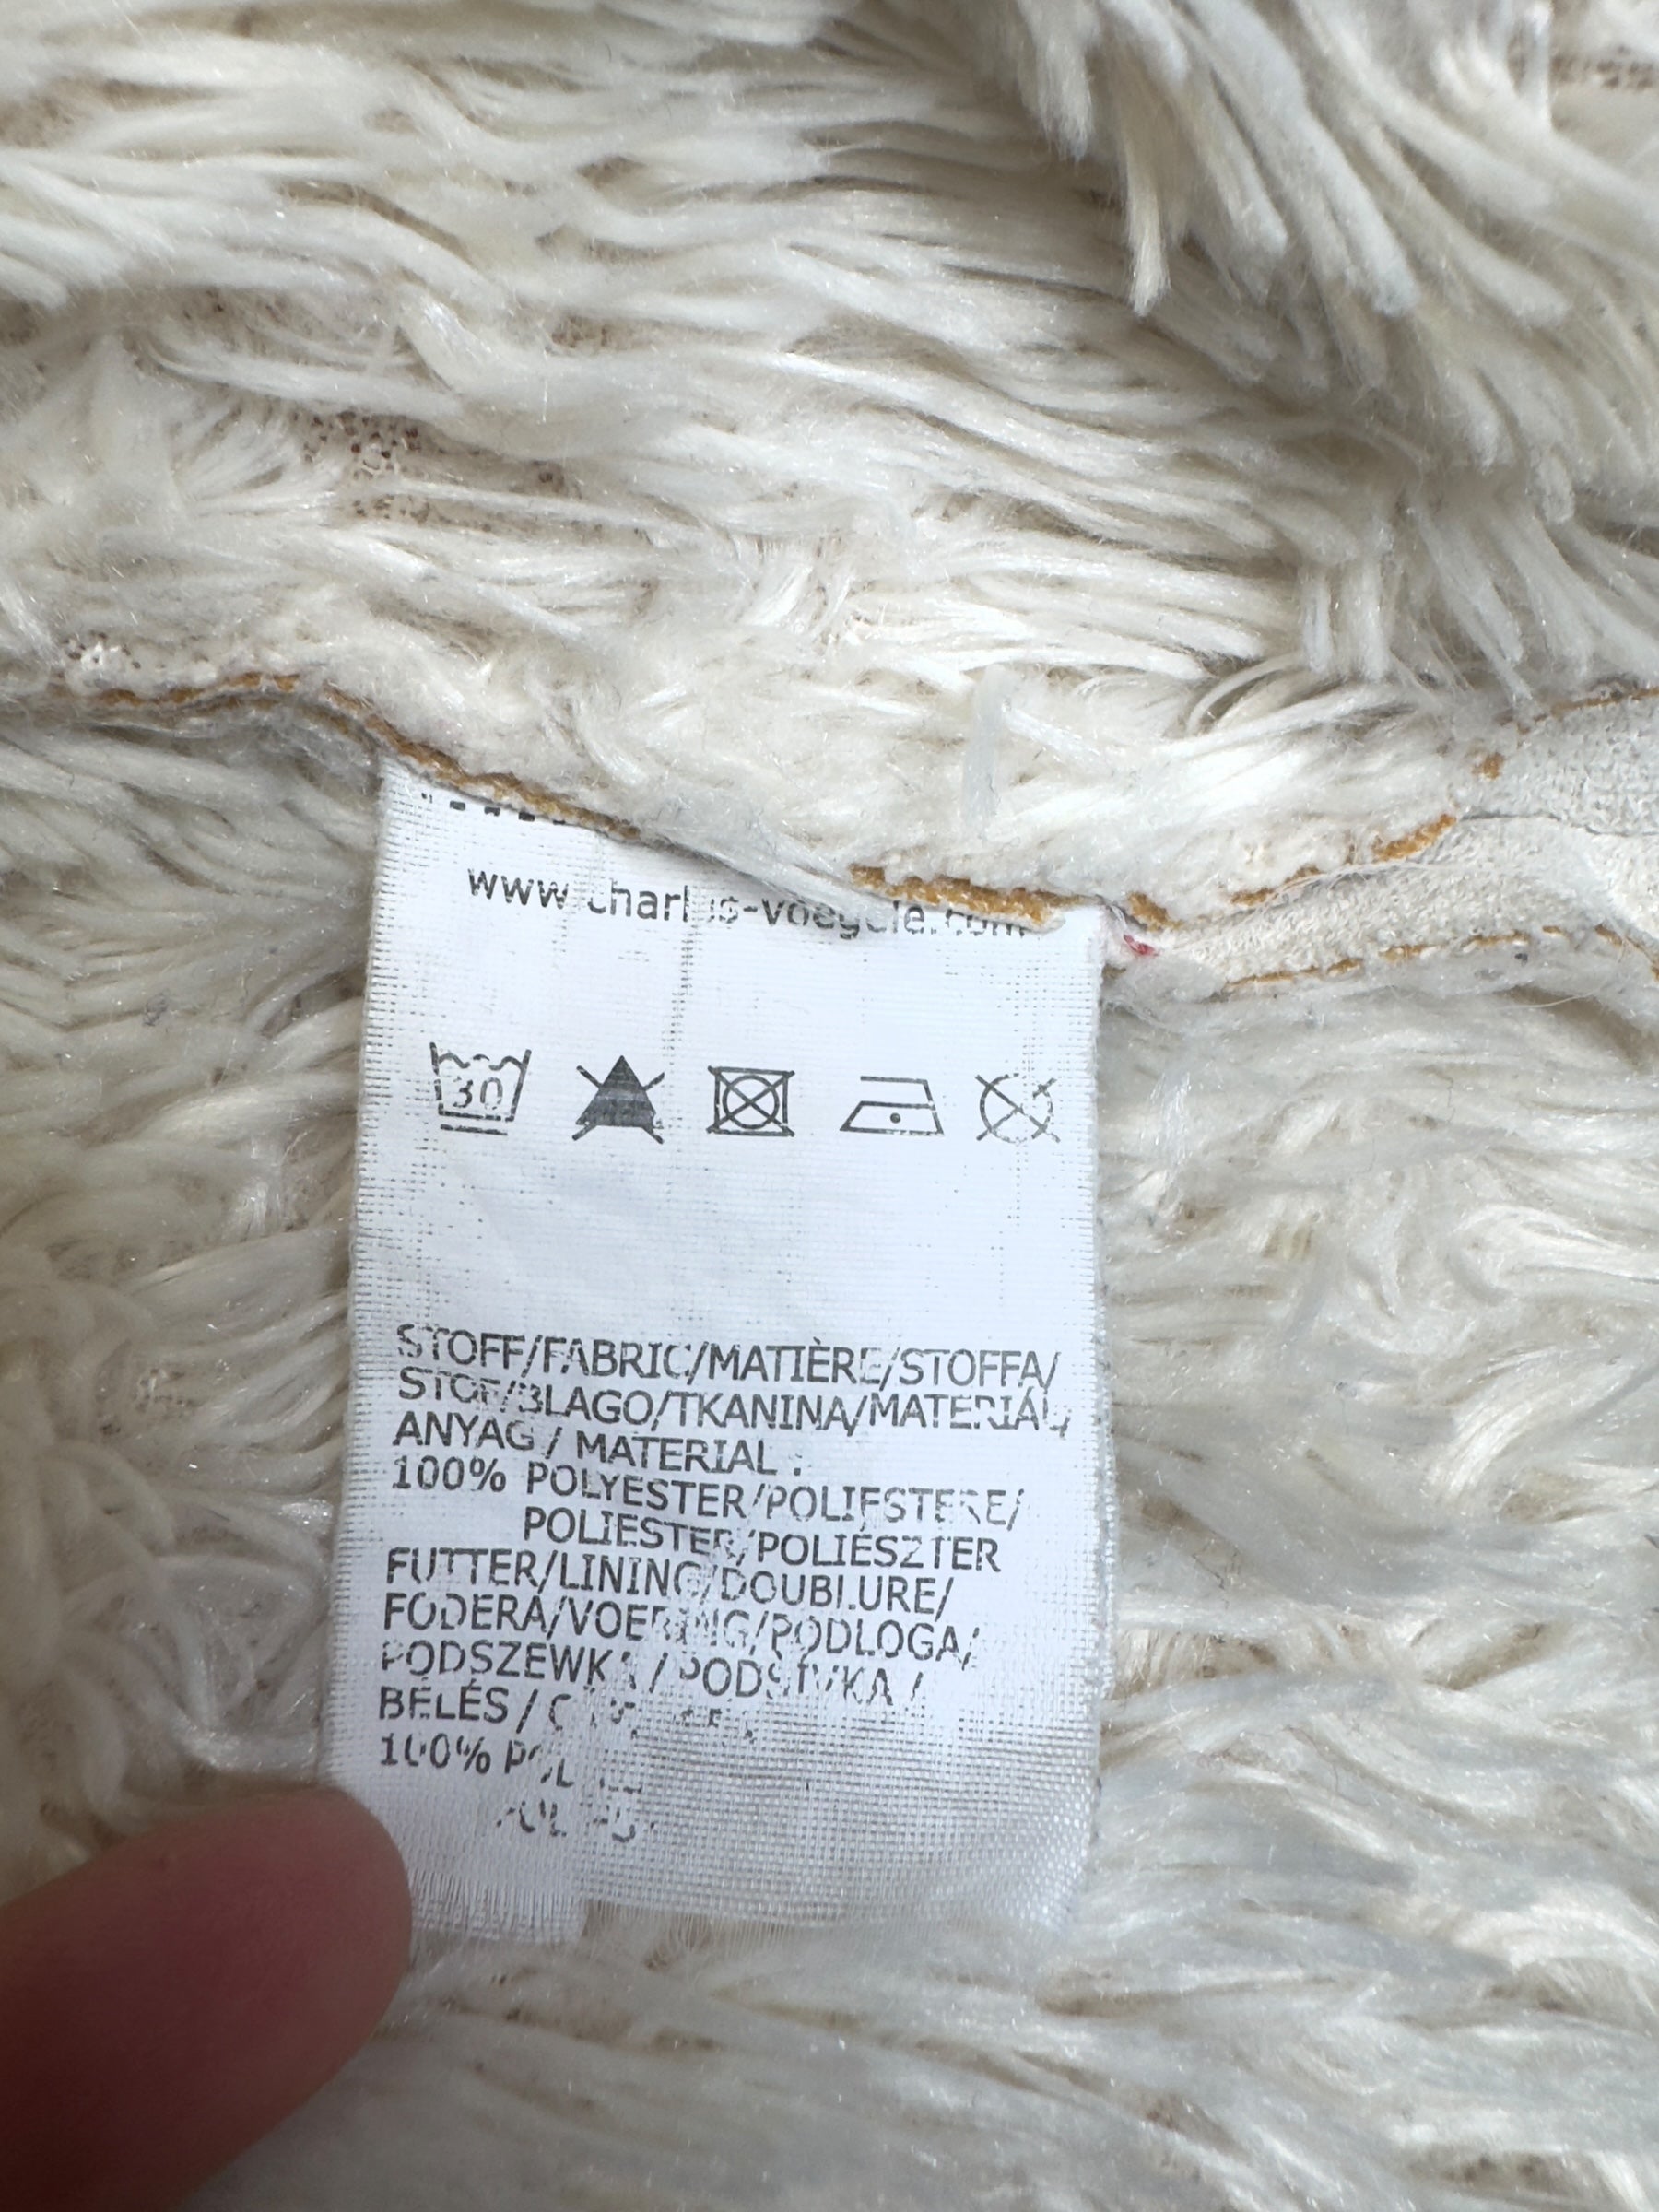 www.charles-voegele.com
30
STOFF/FABRIC/MATIÈRE/STOFFA/
STOF/BLAGO/TKANINA/MATERIÁL/
ANYAG / MATERIAL :
100% POLYESTER/POLIESTERE/
POLIESTER/POLIÉSZTER
FUTTER/LINING/DOUBLURE/
FODERA/VOERING/PODLOGA/
PODSZEWKA / PODŠÍVKA /
BÉLÉS /
100%